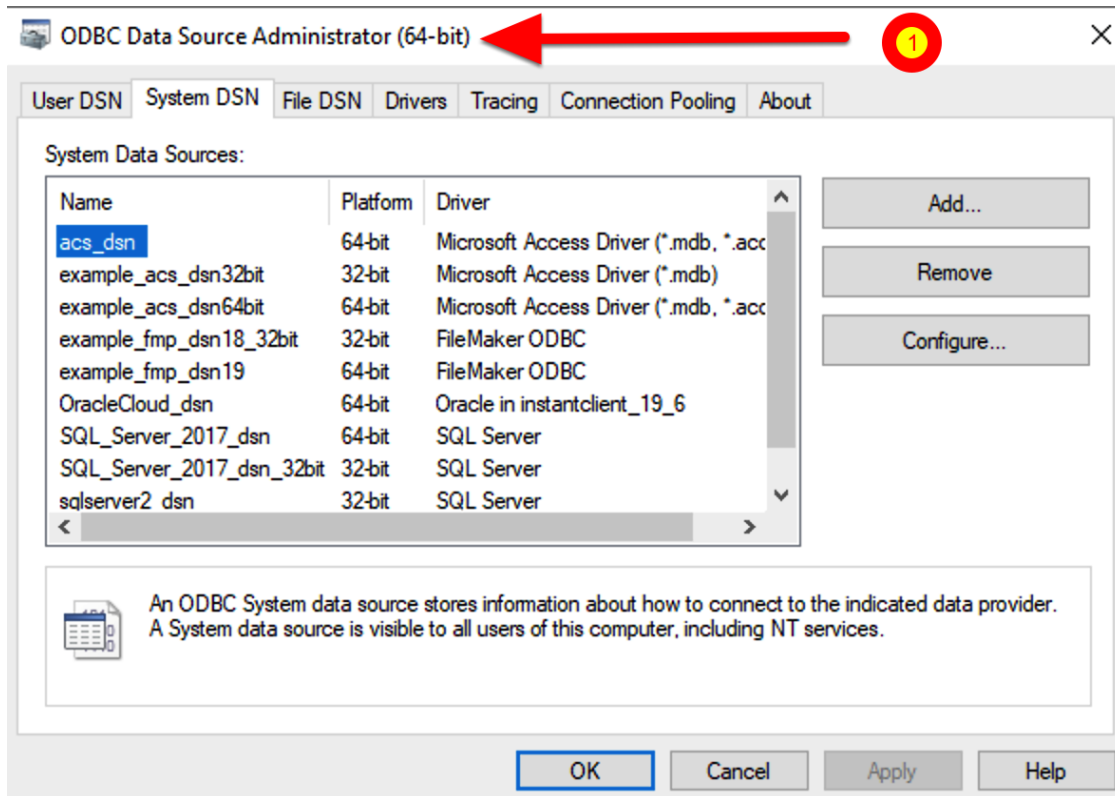 ODBC Data Source Administrator (64-bit)
1
User DSN System DSN File DSN Drivers Tracing Connection Pooling About
System Data Sources:
Name Platform Driver
acs_dsn 64-bit Microsoft Access Driver (*.mdb, *.acc
example_acs_dsn32bit 32-bit Microsoft Access Driver (*.mdb)
example_acs_dsn64bit 64-bit Microsoft Access Driver (*.mdb, *.acc
example_fmp_dsn18_32bit 32-bit FileMaker ODBC
example_fmp_dsn19 64-bit FileMaker ODBC
OracleCloud_dsn 64-bit Oracle in instantclient_19_6
SQL_Server_2017_dsn 64-bit SQL Server
SQL_Server_2017_dsn_32bit 32-bit SQL Server
sqlserver2_dsn 32-bit SQL Server
Add...
Remove
Configure...
An ODBC System data source stores information about how to connect to the indicated data provider.
A System data source is visible to all users of this computer, including NT services.
OK Cancel Apply Help